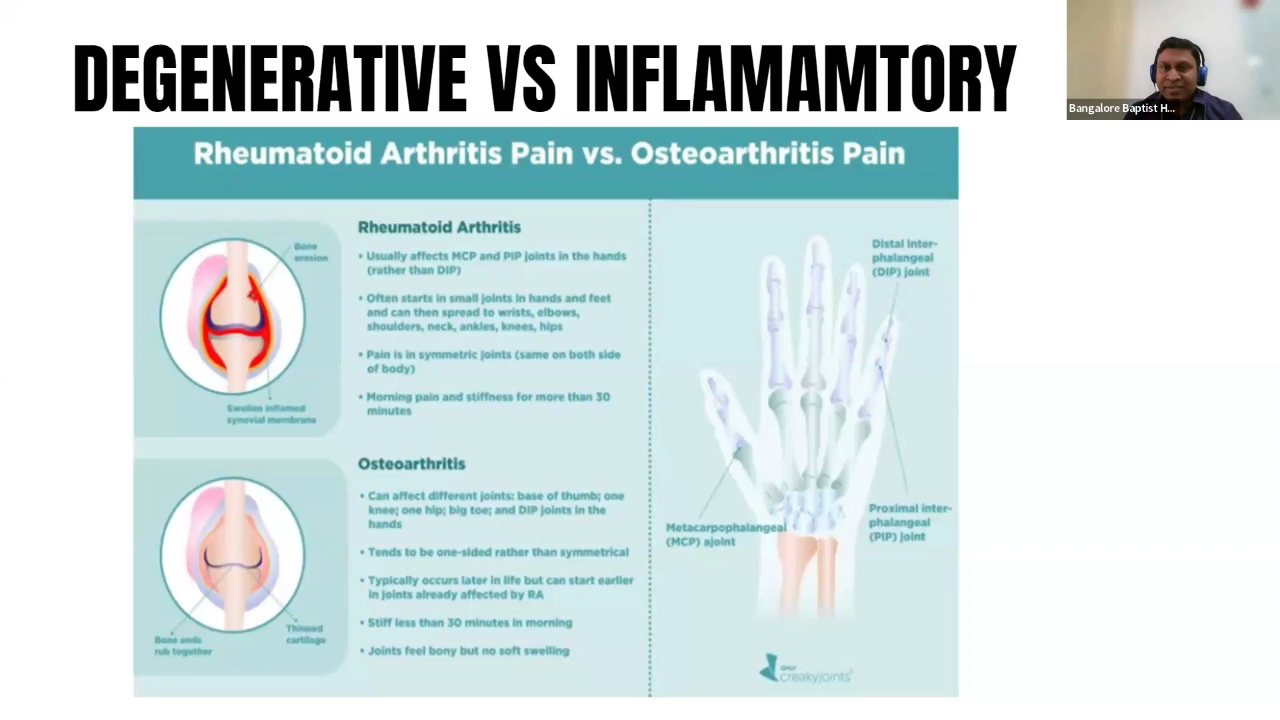 DEGENERATIVE VS INFLAMAMTORY
Bangalore Baptist H...
Rheumatoid Arthritis Pain vs. Osteoarthritis Pain
Bone
erosion
Swollen inflamed
synovial membrane
Rheumatoid Arthritis
• Usually affects MCP and PIP joints in the hands
(rather than DIP)
• Often starts in small joints in hands and feet
and can then spread to wrists, elbows,
shoulders, neck, ankles, knees, hips
• Pain is in symmetric joints (same on both side
of body)
• Morning pain and stiffness for more than 30
minutes
Bone ends
rub together
Thinned
cartilage
Osteoarthritis
• Can affect different joints: base of thumb; one
knee; one hip; big toe; and DIP joints in the
hands
• Tends to be one-sided rather than symmetrical
• Typically occurs later in life but can start earlier
in joints already affected by RA
• Stiff less than 30 minutes in morning
• Joints feel bony but no soft swelling
Distal inter-
phalangeal
(DIP) joint
Metacarpophalangeal
(MCP) ajoint
Proximal inter-
phalangeal
(PIP) joint
creakyjoints